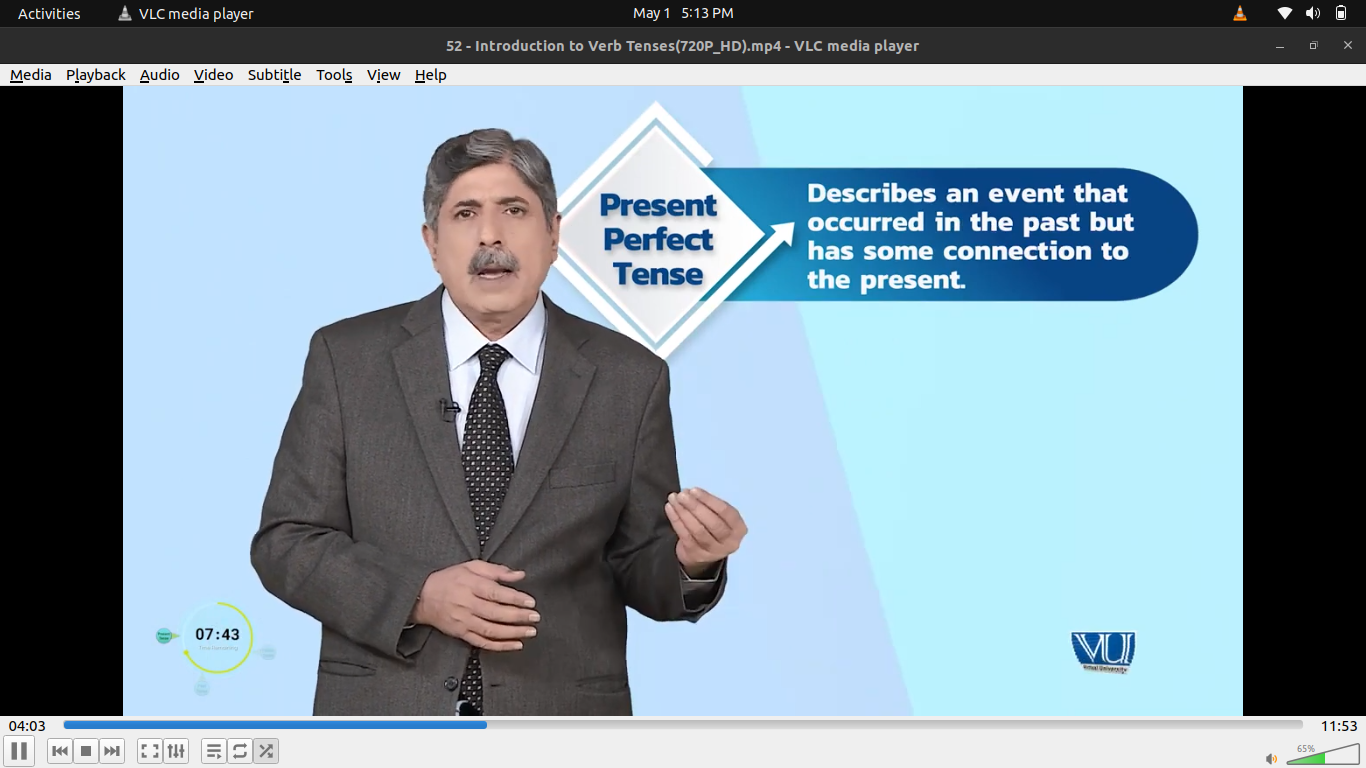 Activities VLC media player May 1 5:13 PM
52 - Introduction to Verb Tenses(720P_HD).mp4 - VLC media player
Media Playback Audio Video Subtitle Tools View Help
Present
Perfect
Tense
Describes an event that
occurred in the past but
has some connection to
the present.
07:43
Time Remaining
VU
Virtual University
04:03 11:53
65%